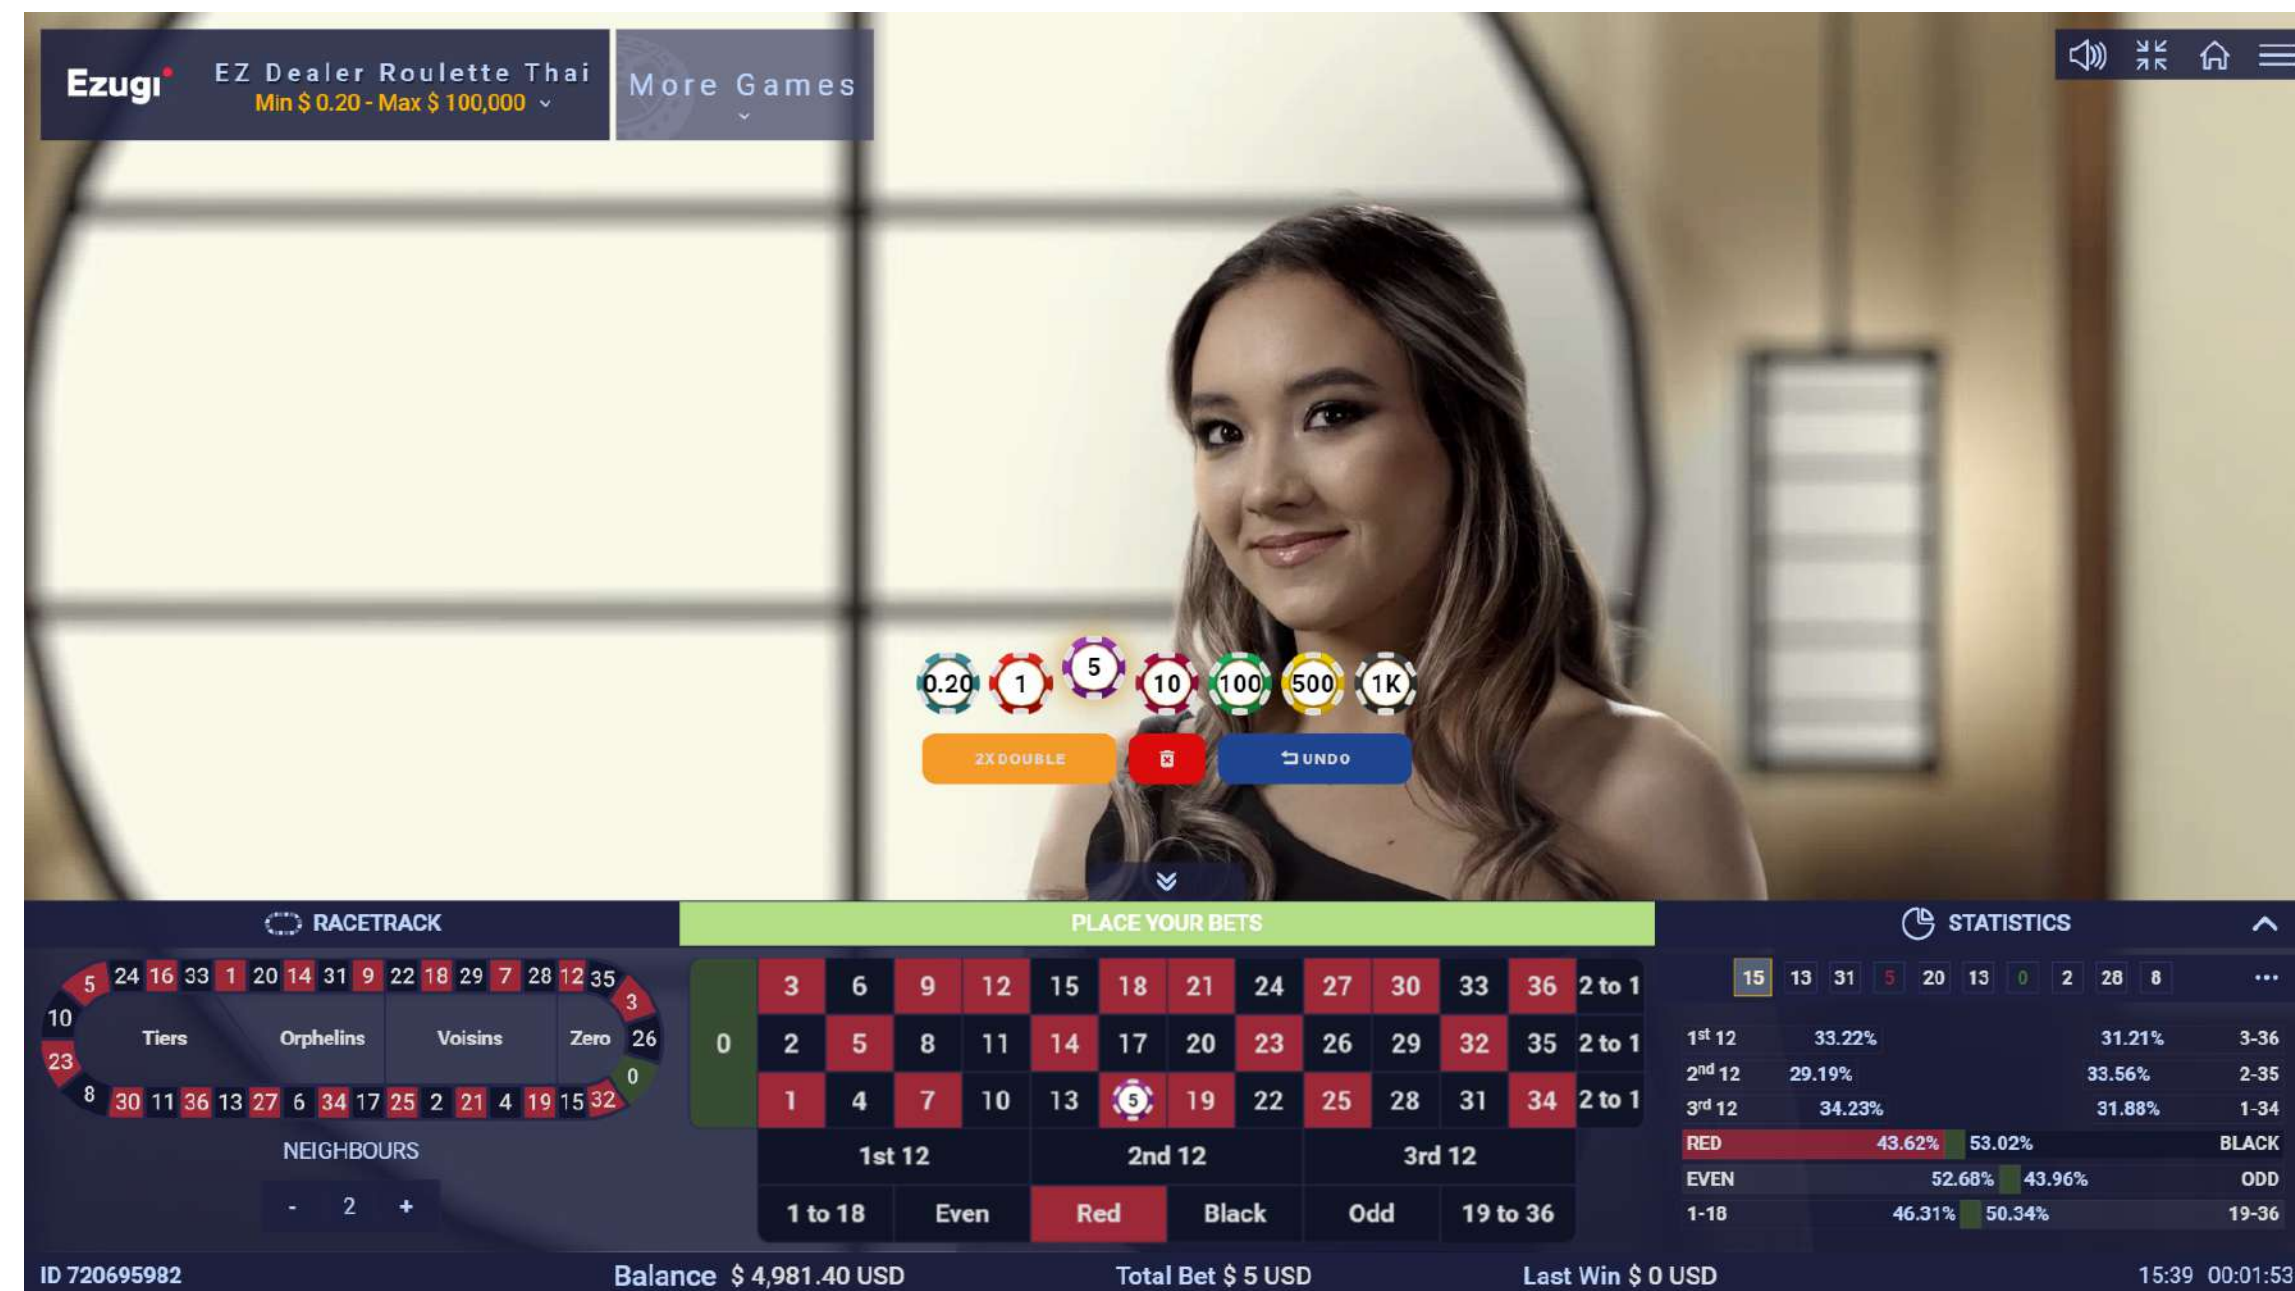 Ezugi
EZ Dealer Roulette Thai
Min $ 0.20 - Max $ 100,000
More Games
0.20 1 5 10 100 500 1K
2X DOUBLE
UNDO
RACETRACK
PLACE YOUR BETS
STATISTICS
5 24 16 33 1 20 14 31 9 22 18 29 7 28 12 35 3
10 Tiers Orphelins Voisins Zero 26
23 0
8 30 11 36 13 27 6 34 17 25 2 21 4 19 15 32
NEIGHBOURS
- 2 +
3 6 9 12 15 18 21 24 27 30 33 36 2 to 1
0 2 5 8 11 14 17 20 23 26 29 32 35 2 to 1
1 4 7 10 13 5 19 22 25 28 31 34 2 to 1
1st 12 2nd 12 3rd 12
1 to 18 Even Red Black Odd 19 to 36
15 13 31 5 20 13 0 2 28 8 ...
1st 12 33.22% 31.21% 3-36
2nd 12 29.19% 33.56% 2-35
3rd 12 34.23% 31.88% 1-34
RED 43.62% 53.02% BLACK
EVEN 52.68% 43.96% ODD
1-18 46.31% 50.34% 19-36
ID 720695982
Balance $ 4,981.40 USD
Total Bet $ 5 USD
Last Win $ 0 USD
15:39 00:01:53